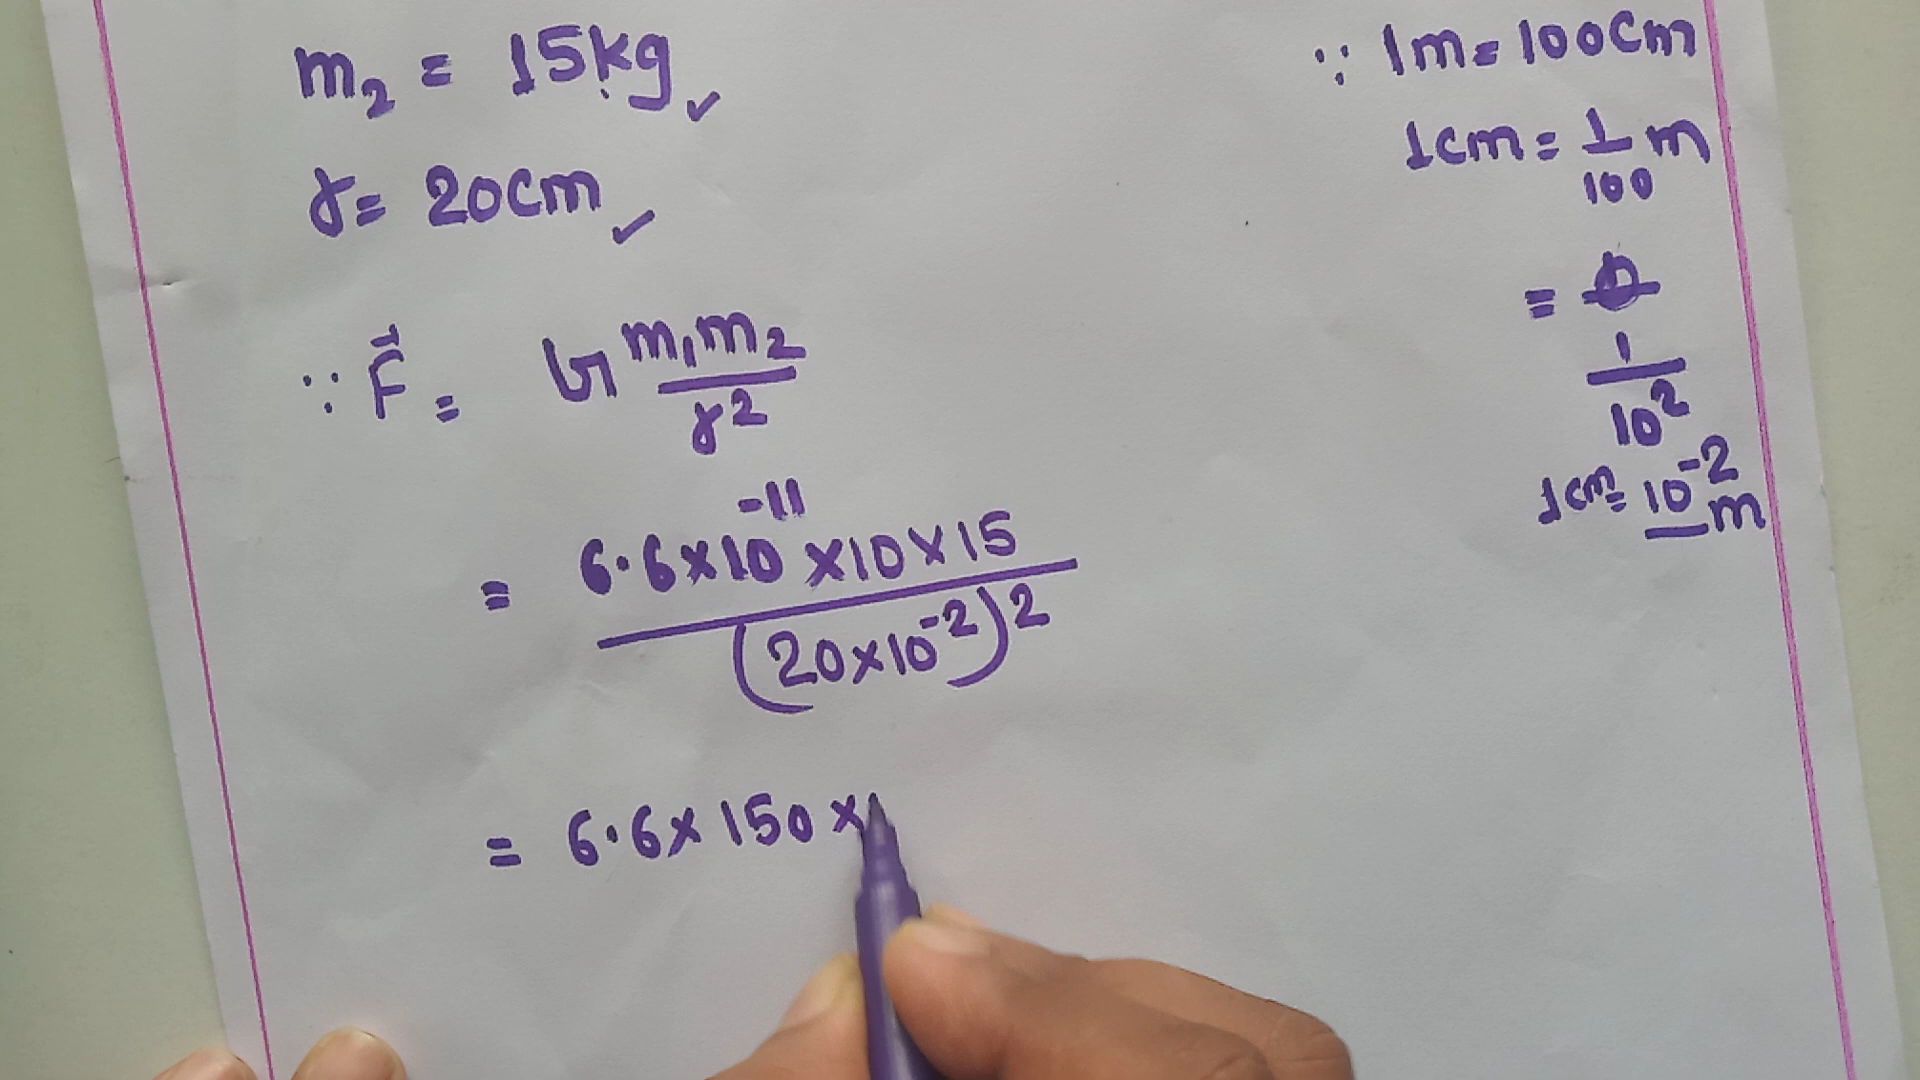 m₂ = 15kg ✓
r = 20cm ✓
∵ F⃗ = G m₁m₂ / r²
= 6.6×10⁻¹¹×10×15 / (20×10⁻²)²
= 6.6×150×
∵ 1m = 100cm
1cm = 1/100 m
=
1/10²
1cm = 10⁻² m